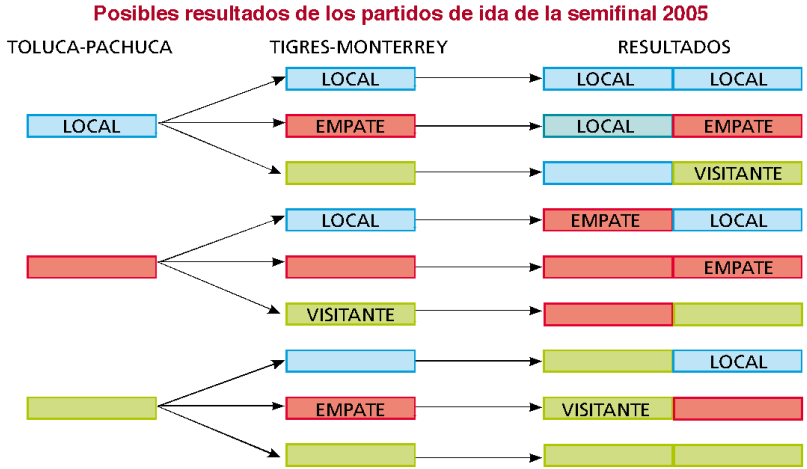 Posibles resultados de los partidos de ida de la semifinal 2005
TOLUCA-PACHUCA TIGRES-MONTERREY RESULTADOS
LOCAL LOCAL LOCAL
LOCAL EMPATE LOCAL EMPATE
VISITANTE
LOCAL EMPATE LOCAL
EMPATE
VISITANTE
LOCAL
EMPATE VISITANTE